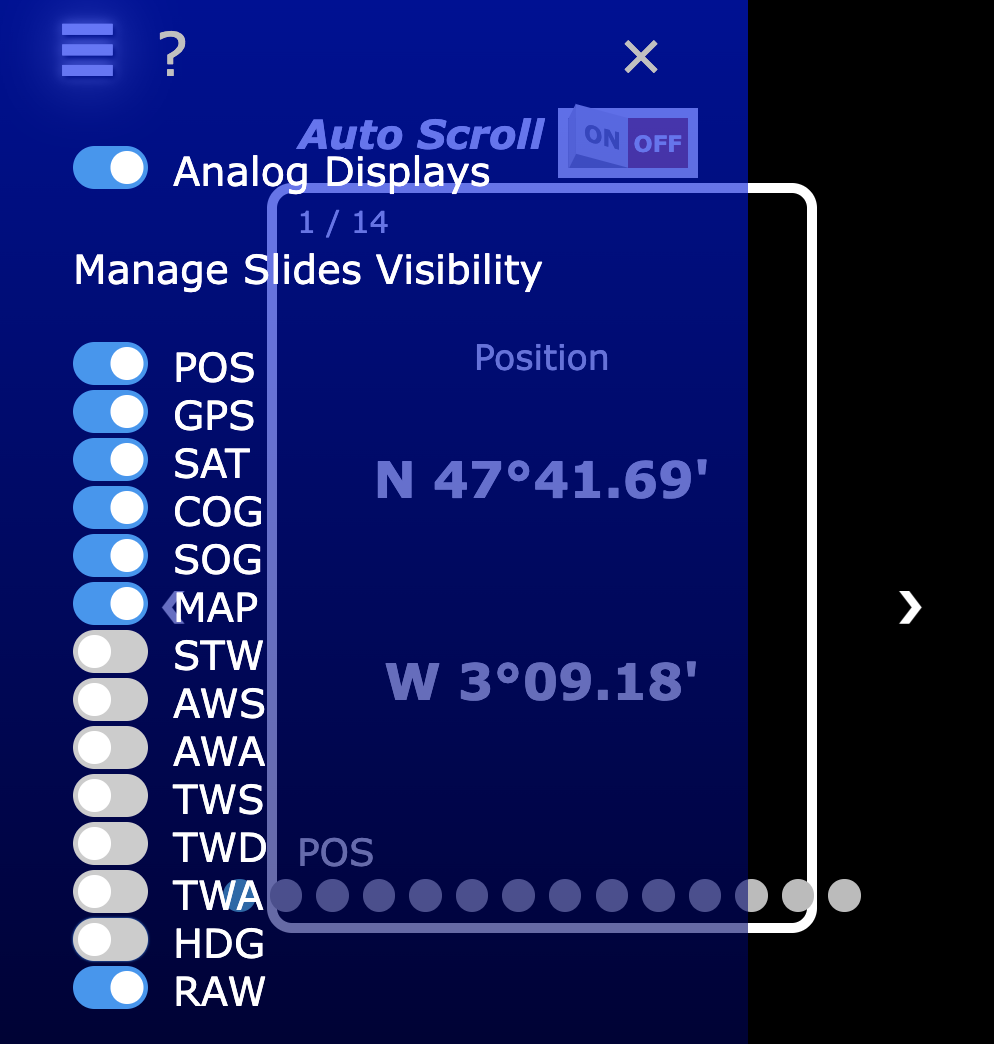 ?
×
Auto Scroll ON OFF
Analog Displays
1 / 14
Manage Slides Visibility
Position
POS
GPS
N 47°41.69'
SAT
COG
SOG
MAP
‹
›
STW
W 3°09.18'
AWS
AWA
TWS
TWD
POS
TWA
HDG
RAW